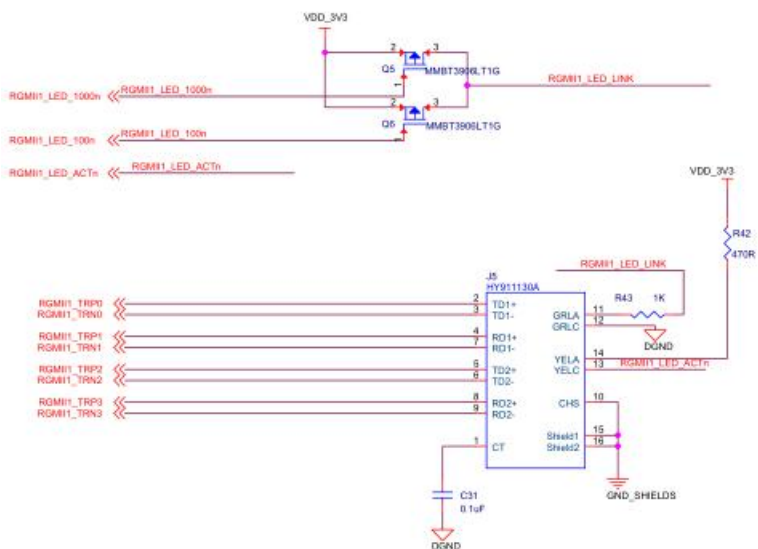 VDD_3V3
2 3
Q5 MMBT3906LT1G
1
RGMII1_LED_LINK
RGMII1_LED_1000n RGMII1_LED_1000n
2 3
Q6 MMBT3906LT1G
1
RGMII1_LED_100n RGMII1_LED_100n
RGMII1_LED_ACTn RGMII1_LED_ACTn
VDD_3V3
R42
470R
RGMII1_LED_LINK
J5
HY911130A
R43 1K
RGMII1_TRP0 2 TD1+
RGMII1_TRN0 3 TD1-
GRLA 11
GRLC 12
DGND
RGMII1_TRP1 4 RD1+
RGMII1_TRN1 7 RD1-
YELA 14
YELC 13 RGMII1_LED_ACTn
RGMII1_TRP2 5 TD2+
RGMII1_TRN2 6 TD2-
RGMII1_TRP3 8 RD2+
RGMII1_TRN3 9 RD2-
CHS 10
Shield1 15
Shield2 16
1 CT
GND_SHIELDS
C31
0.1uF
DGND